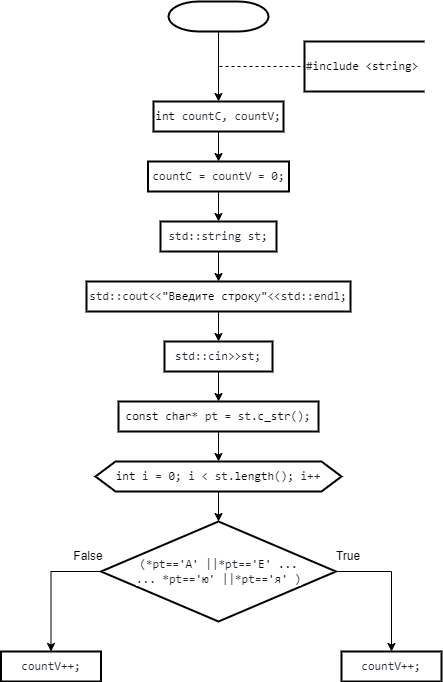 #include <string>
int countC, countV;
countC = countV = 0;
std::string st;
std::cout<<"Введите строку"<<std::endl;
std::cin>>st;
const char* pt = st.c_str();
int i = 0; i < st.length(); i++
False
True
(*pt=='А' ||*pt=='Е' ...
... *pt=='ю' ||*pt=='я' )
countV++;
countV++;